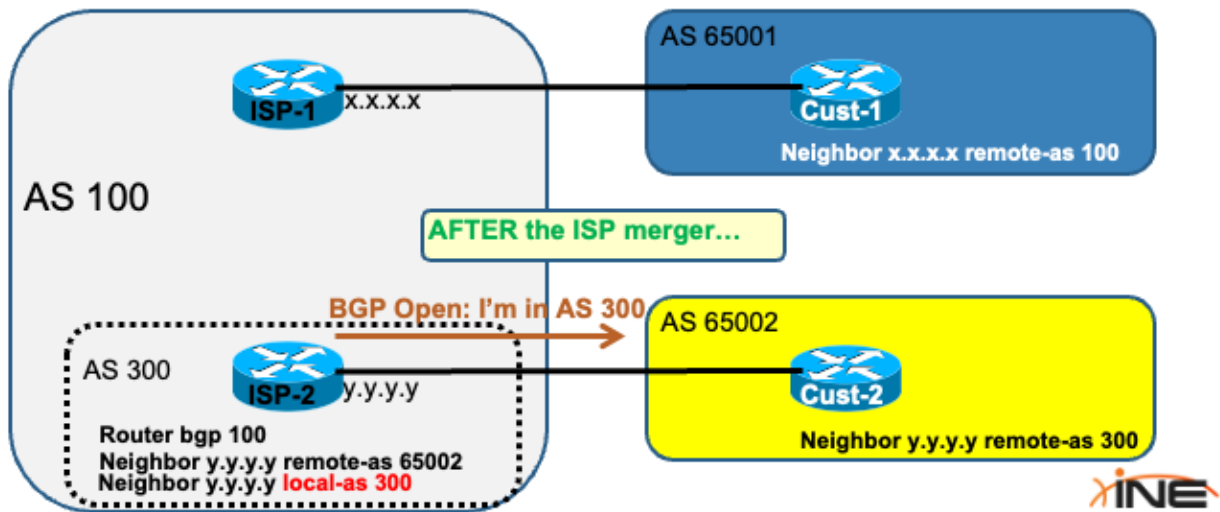 AS 65001
ISP-1
x.x.x.x
Cust-1
Neighbor x.x.x.x remote-as 100
AS 100
AFTER the ISP merger...
BGP Open: I'm in AS 300
AS 65002
AS 300
ISP-2
y.y.y.y
Cust-2
Router bgp 100
Neighbor y.y.y.y remote-as 65002
Neighbor y.y.y.y local-as 300
Neighbor y.y.y.y remote-as 300
INE